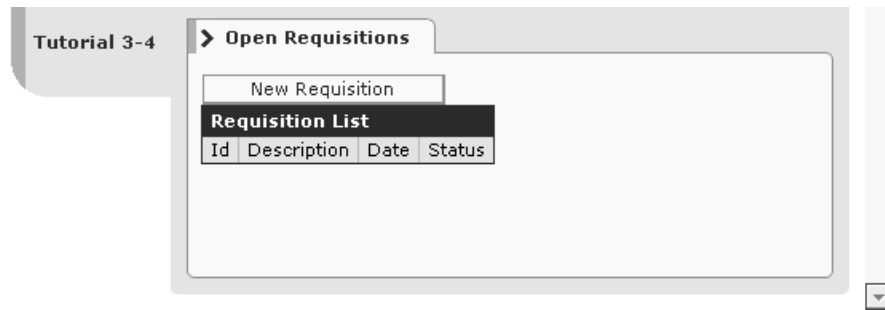 Tutorial 3-4
Open Requisitions
New Requisition
Requisition List
Id Description Date Status